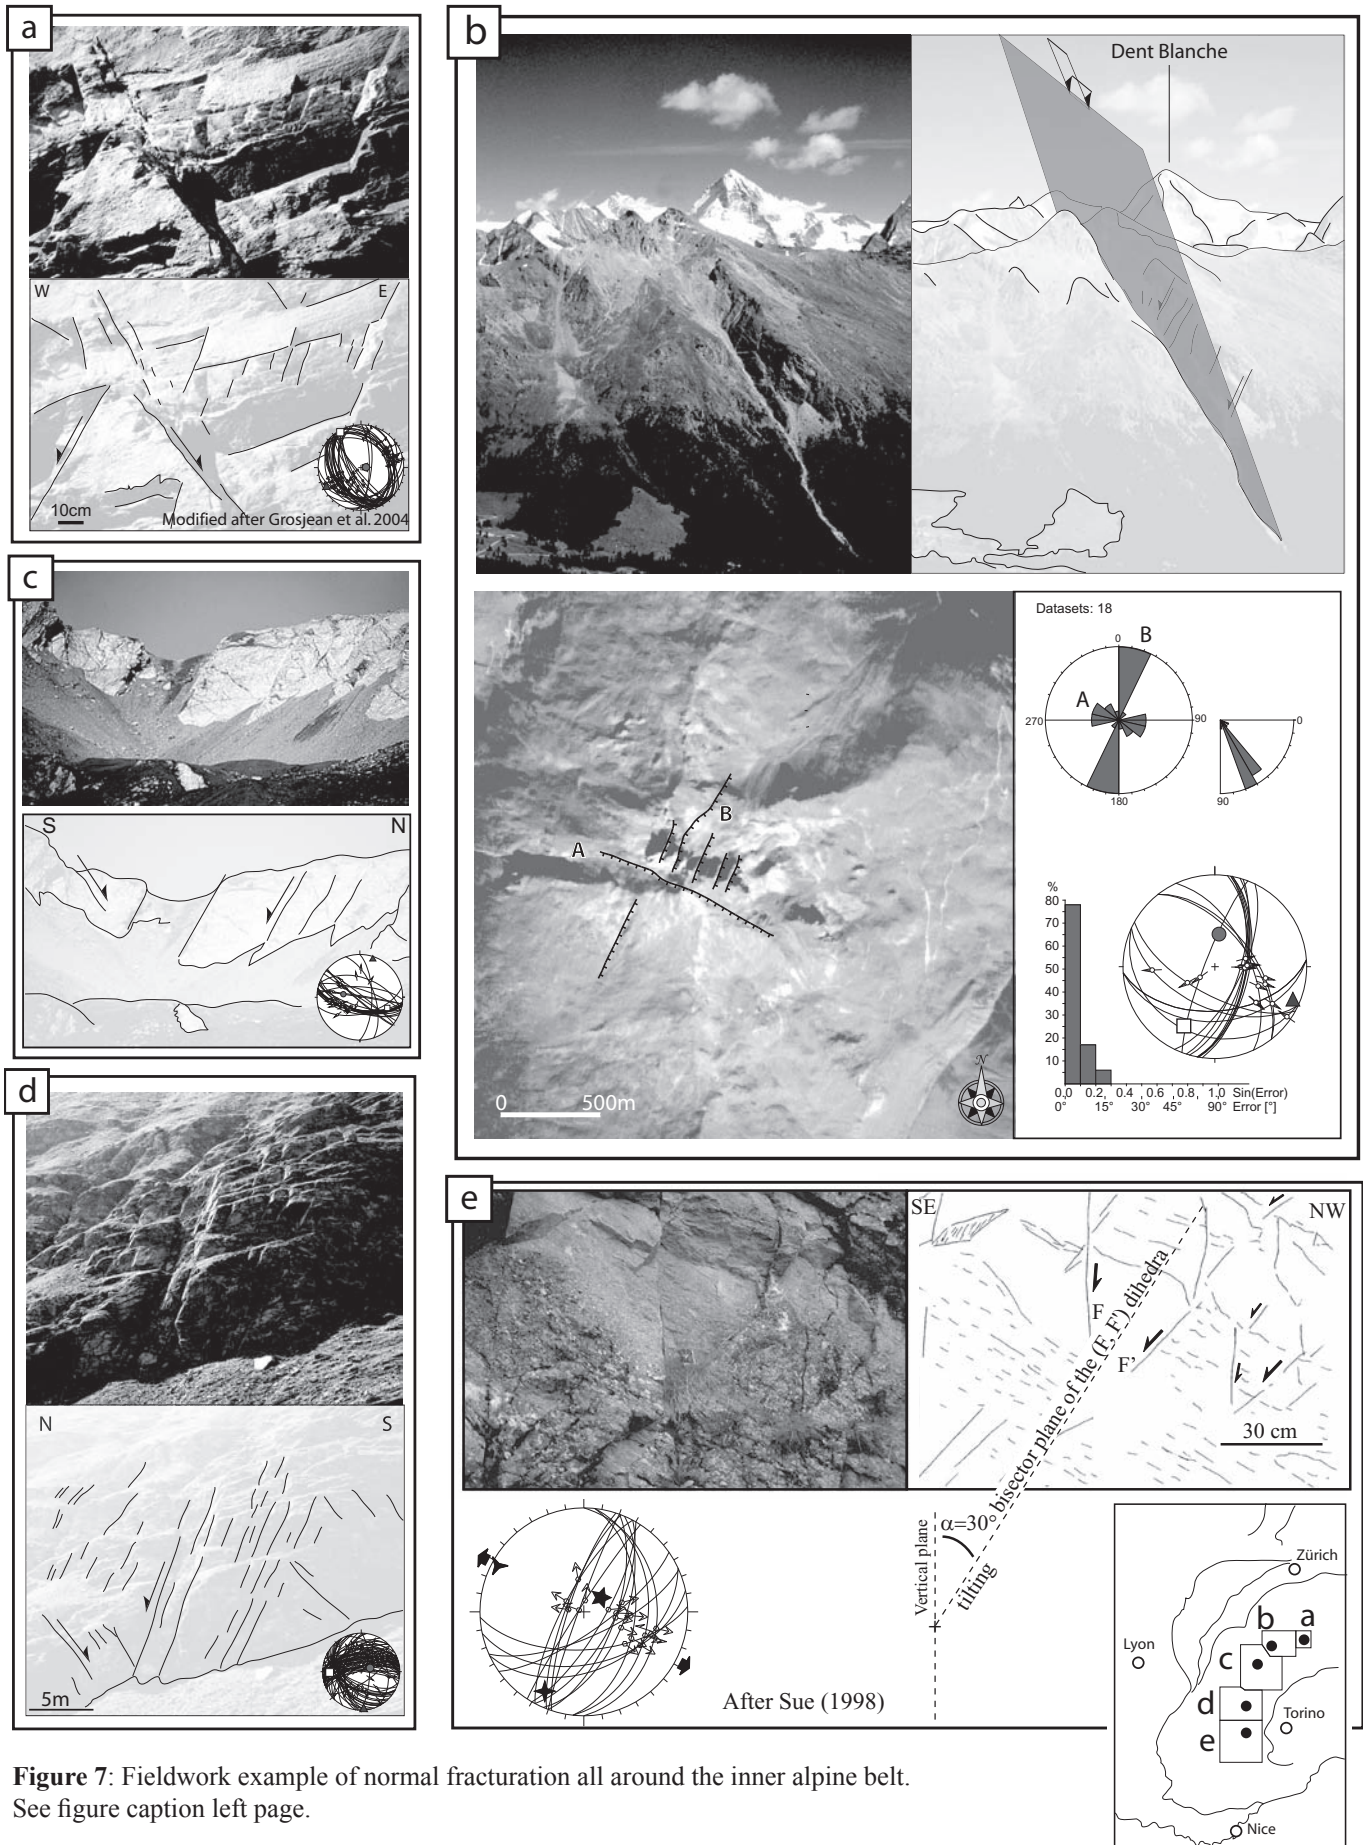 a
W
E
10cm
Modified after Grosjean et al. 2004
b
Dent Blanche
A
B
0
500m
N
Datasets: 18
0
B
A
270
90
180
0
90
%
80
70
60
50
40
30
20
10
0,0 0.2, 0.4 , 0.6 , 0.8, 1,0 Sin(Error)
0° 15° 30° 45° 90° Error [°]
c
S
N
d
N
S
5m
e
SE
NW
F
F'
bisector plane of the (F, F') dihedra
30 cm
α=30°
Vertical plane
tilting
After Sue (1998)
Zürich
b
a
Lyon
c
d
Torino
e
Nice
Figure 7: Fieldwork example of normal fracturation all around the inner alpine belt.
See figure caption left page.